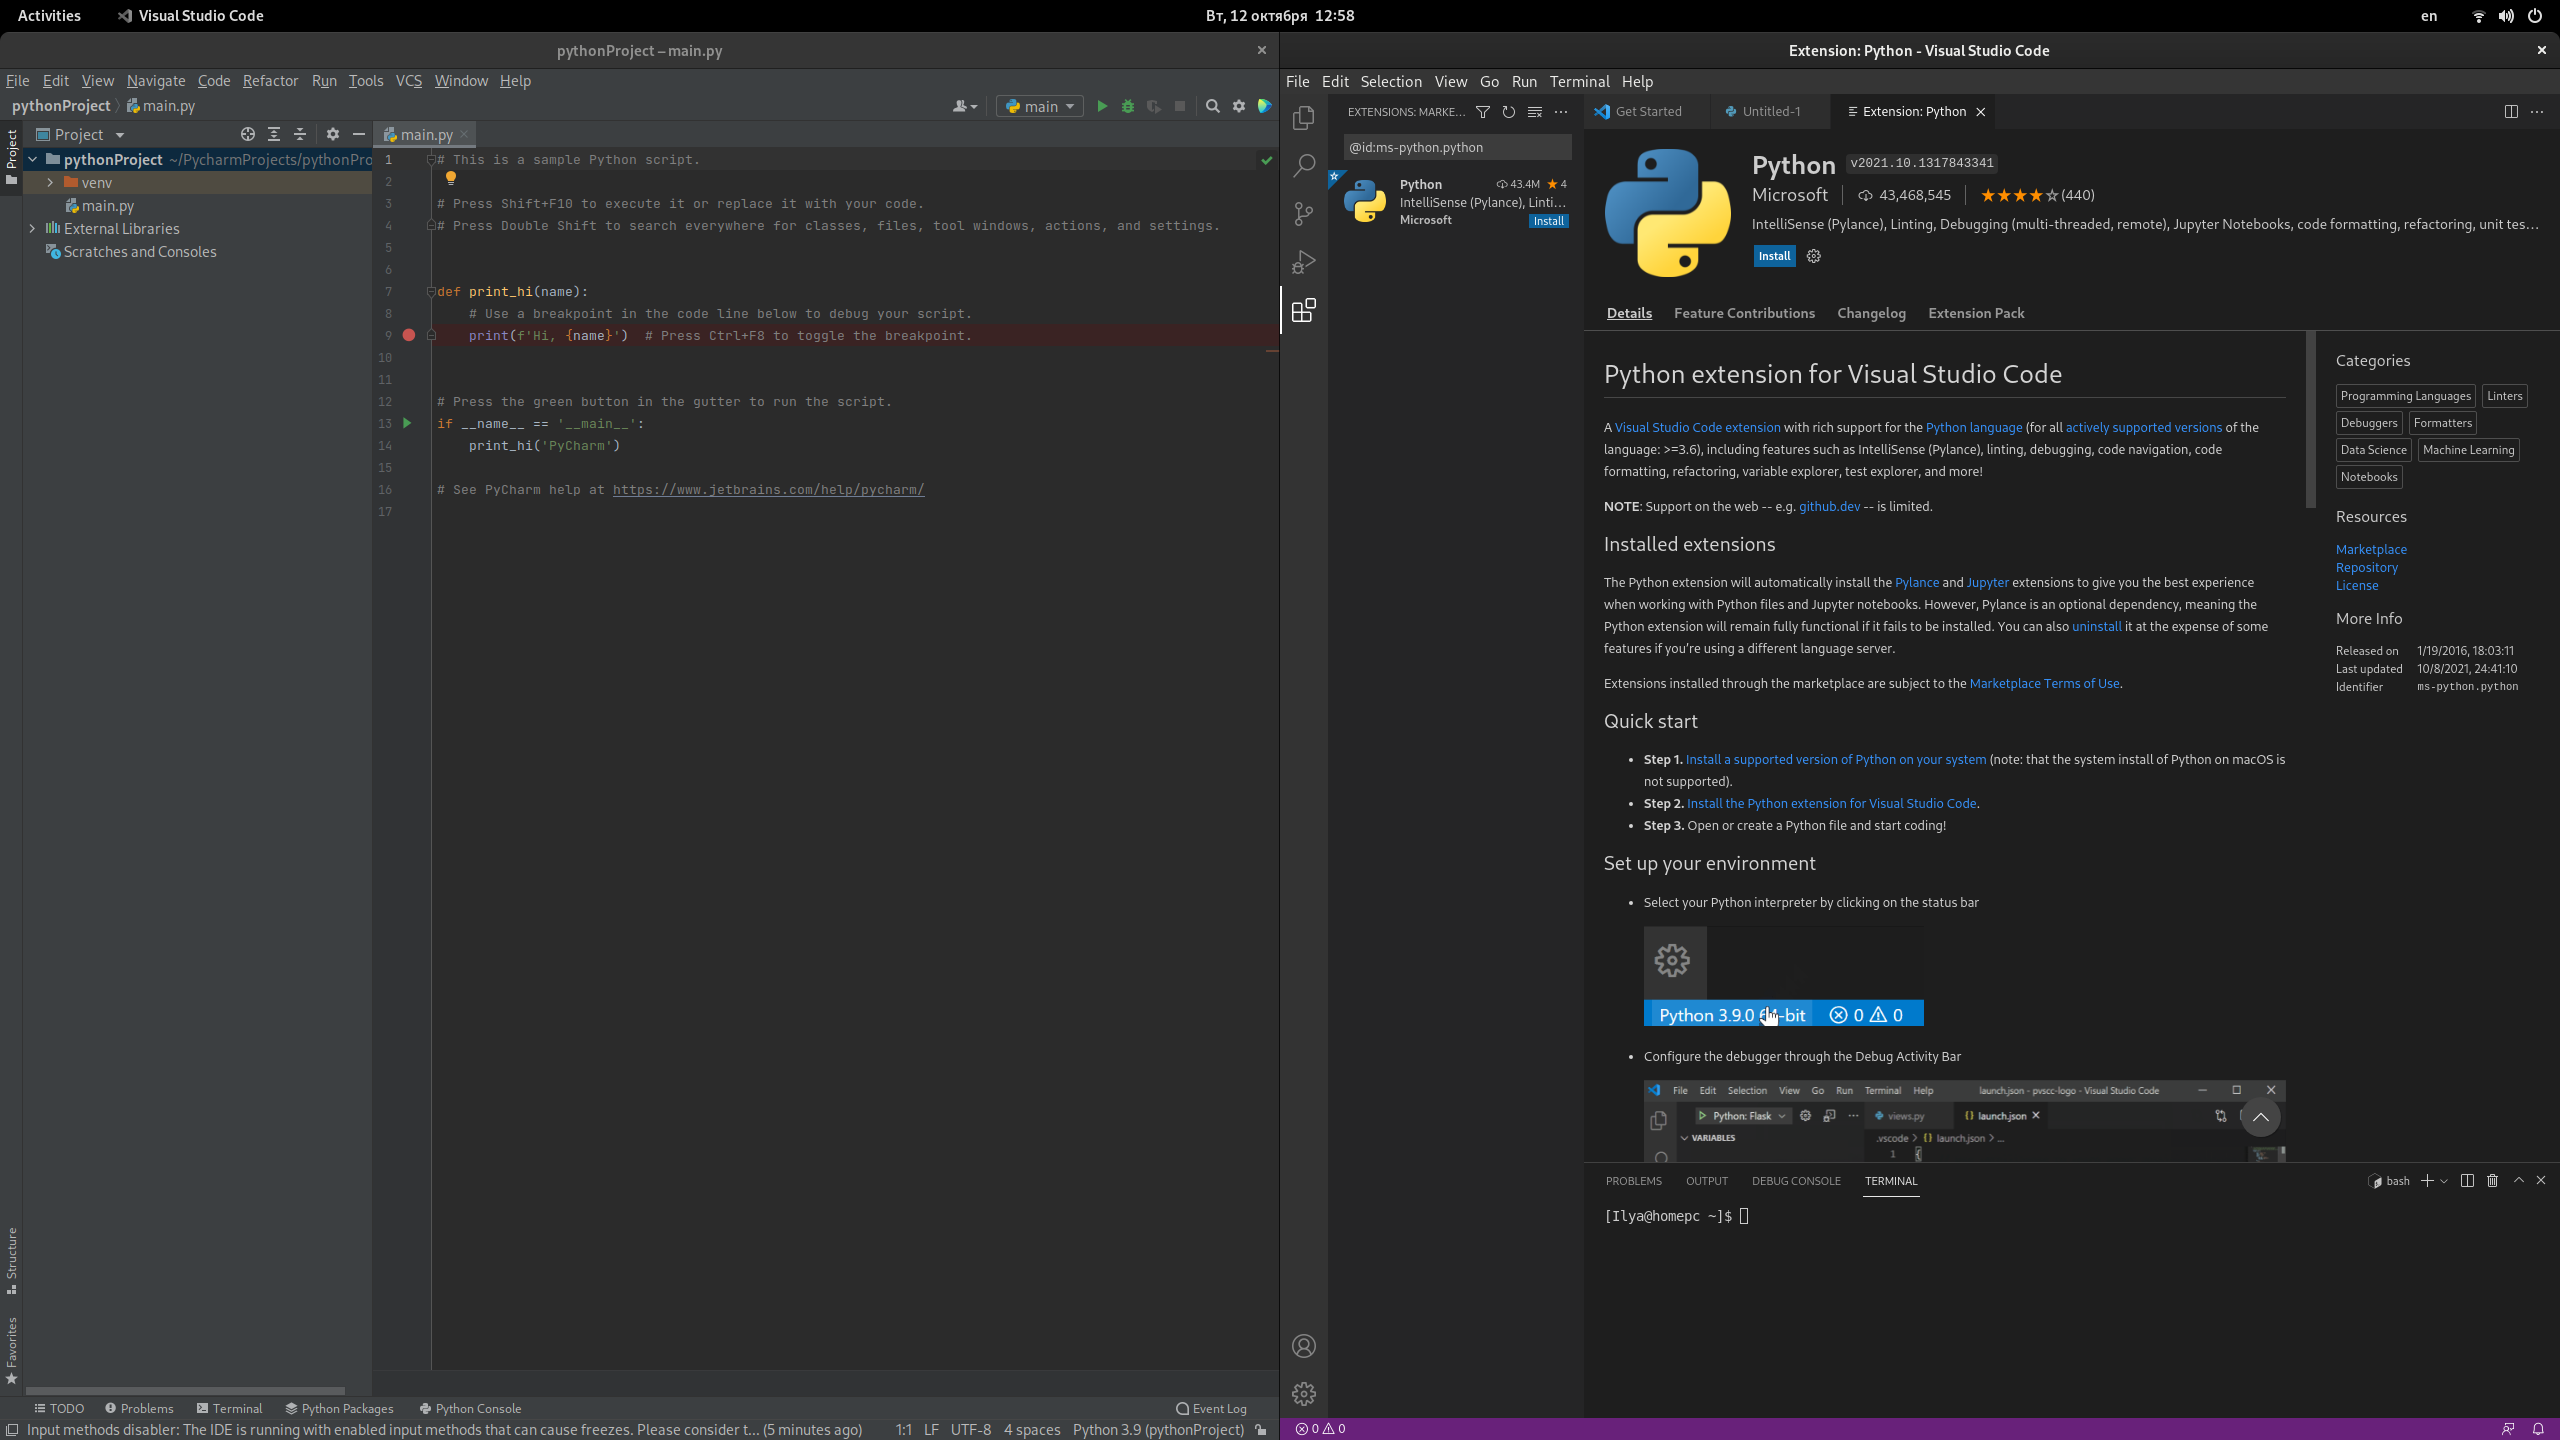 Activities
Visual Studio Code
Вт, 12 октября 12:58
en
pythonProject – main.py
File Edit View Navigate Code Refactor Run Tools VCS Window Help
pythonProject main.py
main
Project
Project
main.py
pythonProject ~/PycharmProjects/pythonPro
venv
main.py
External Libraries
Scratches and Consoles
1 # This is a sample Python script.
2
3 # Press Shift+F10 to execute it or replace it with your code.
4 # Press Double Shift to search everywhere for classes, files, tool windows, actions, and settings.
5
6
7 def print_hi(name):
8 # Use a breakpoint in the code line below to debug your script.
9 print(f'Hi, {name}') # Press Ctrl+F8 to toggle the breakpoint.
10
11
12 # Press the green button in the gutter to run the script.
13 if __name__ == '__main__':
14 print_hi('PyCharm')
15
16 # See PyCharm help at https://www.jetbrains.com/help/pycharm/
17
Structure
Favorites
TODO Problems Terminal Python Packages Python Console Event Log
Input methods disabler: The IDE is running with enabled input methods that can cause freezes. Please consider t... (5 minutes ago) 1:1 LF UTF-8 4 spaces Python 3.9 (pythonProject)
Extension: Python - Visual Studio Code
File Edit Selection View Go Run Terminal Help
EXTENSIONS: MARKE...
@id:ms-python.python
Python 43.4M 4
IntelliSense (Pylance), Linti...
Microsoft Install
Get Started Untitled-1 Extension: Python
Python v2021.10.1317843341
Microsoft 43,468,545 (440)
IntelliSense (Pylance), Linting, Debugging (multi-threaded, remote), Jupyter Notebooks, code formatting, refactoring, unit tes...
Install
Details Feature Contributions Changelog Extension Pack
Python extension for Visual Studio Code
A Visual Studio Code extension with rich support for the Python language (for all actively supported versions of the
language: >=3.6), including features such as IntelliSense (Pylance), linting, debugging, code navigation, code
formatting, refactoring, variable explorer, test explorer, and more!
NOTE: Support on the web -- e.g. github.dev -- is limited.
Installed extensions
The Python extension will automatically install the Pylance and Jupyter extensions to give you the best experience
when working with Python files and Jupyter notebooks. However, Pylance is an optional dependency, meaning the
Python extension will remain fully functional if it fails to be installed. You can also uninstall it at the expense of some
features if you're using a different language server.
Extensions installed through the marketplace are subject to the Marketplace Terms of Use.
Quick start
• Step 1. Install a supported version of Python on your system (note: that the system install of Python on macOS is
not supported).
• Step 2. Install the Python extension for Visual Studio Code.
• Step 3. Open or create a Python file and start coding!
Set up your environment
• Select your Python interpreter by clicking on the status bar
Python 3.9.0 64-bit 0 0
• Configure the debugger through the Debug Activity Bar
File Edit Selection View Go Run Terminal Help launch.json - pvscc-logo - Visual Studio Code
Python: Flask views.py {} launch.json
VARIABLES .vscode > {} launch.json > ...
1 {
Categories
Programming Languages Linters
Debuggers Formatters
Data Science Machine Learning
Notebooks
Resources
Marketplace
Repository
License
More Info
Released on 1/19/2016, 18:03:11
Last updated 10/8/2021, 24:41:10
Identifier ms-python.python
PROBLEMS OUTPUT DEBUG CONSOLE TERMINAL bash
[Ilya@homepc ~]$
0 0